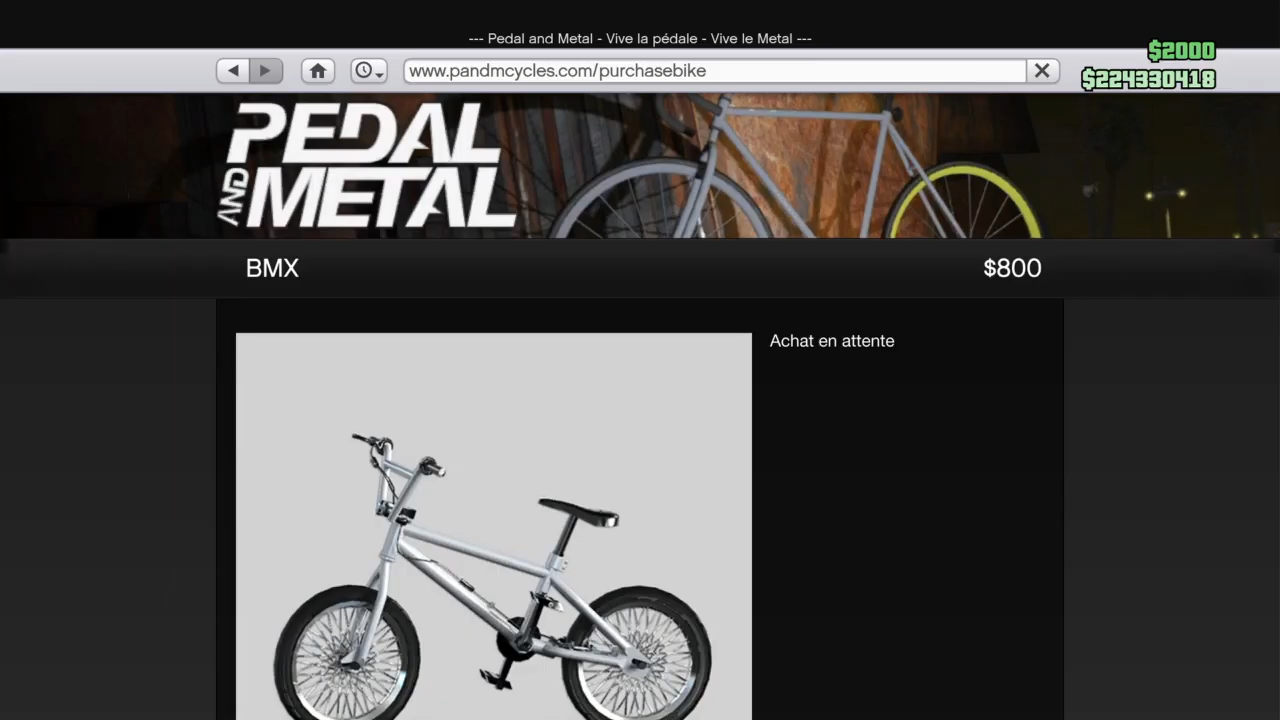 --- Pedal and Metal - Vive la pédale - Vive le Metal ---
$2000
www.pandmcycles.com/purchasebike
$224330418
PEDAL
AND METAL
BMX
$800
Achat en attente